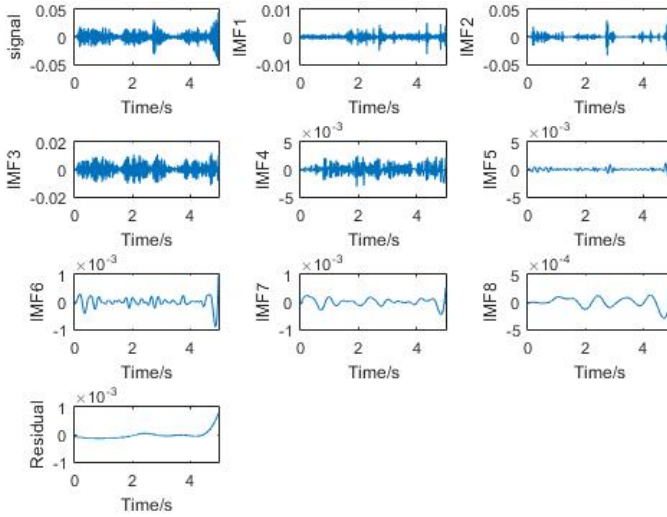 0.05 0.01 0.05
signal 0 IMF1 0 IMF2 0
-0.05 -0.01 -0.05
0 2 4 0 2 4 0 2 4
Time/s Time/s Time/s
0.02 5 ×10⁻³ 5 ×10⁻³
IMF3 0 IMF4 0 IMF5 0
-0.02 -5 -5
0 2 4 0 2 4 0 2 4
Time/s Time/s Time/s
1 ×10⁻³ 1 ×10⁻³ 5 ×10⁻⁴
IMF6 0 IMF7 0 IMF8 0
-1 -1 -5
0 2 4 0 2 4 0 2 4
Time/s Time/s Time/s
1 ×10⁻³
Residual 0
-1
0 2 4
Time/s